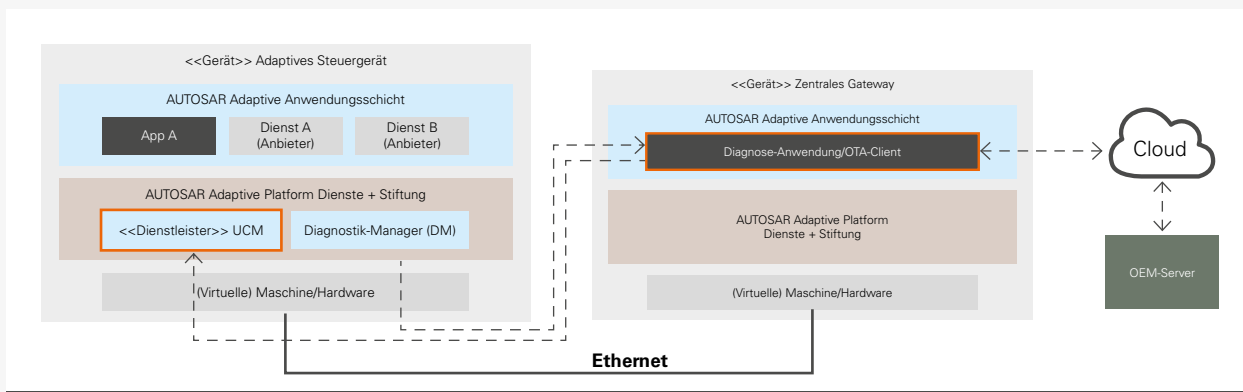 <<Gerät>> Adaptives Steuergerät
AUTOSAR Adaptive Anwendungsschicht
App A
Dienst A
(Anbieter)
Dienst B
(Anbieter)
AUTOSAR Adaptive Platform Dienste + Stiftung
<<Dienstleister>> UCM
Diagnostik-Manager (DM)
(Virtuelle) Maschine/Hardware
<<Gerät>> Zentrales Gateway
AUTOSAR Adaptive Anwendungsschicht
Diagnose-Anwendung/OTA-Client
AUTOSAR Adaptive Platform
Dienste + Stiftung
(Virtuelle) Maschine/Hardware
Ethernet
Cloud
OEM-Server